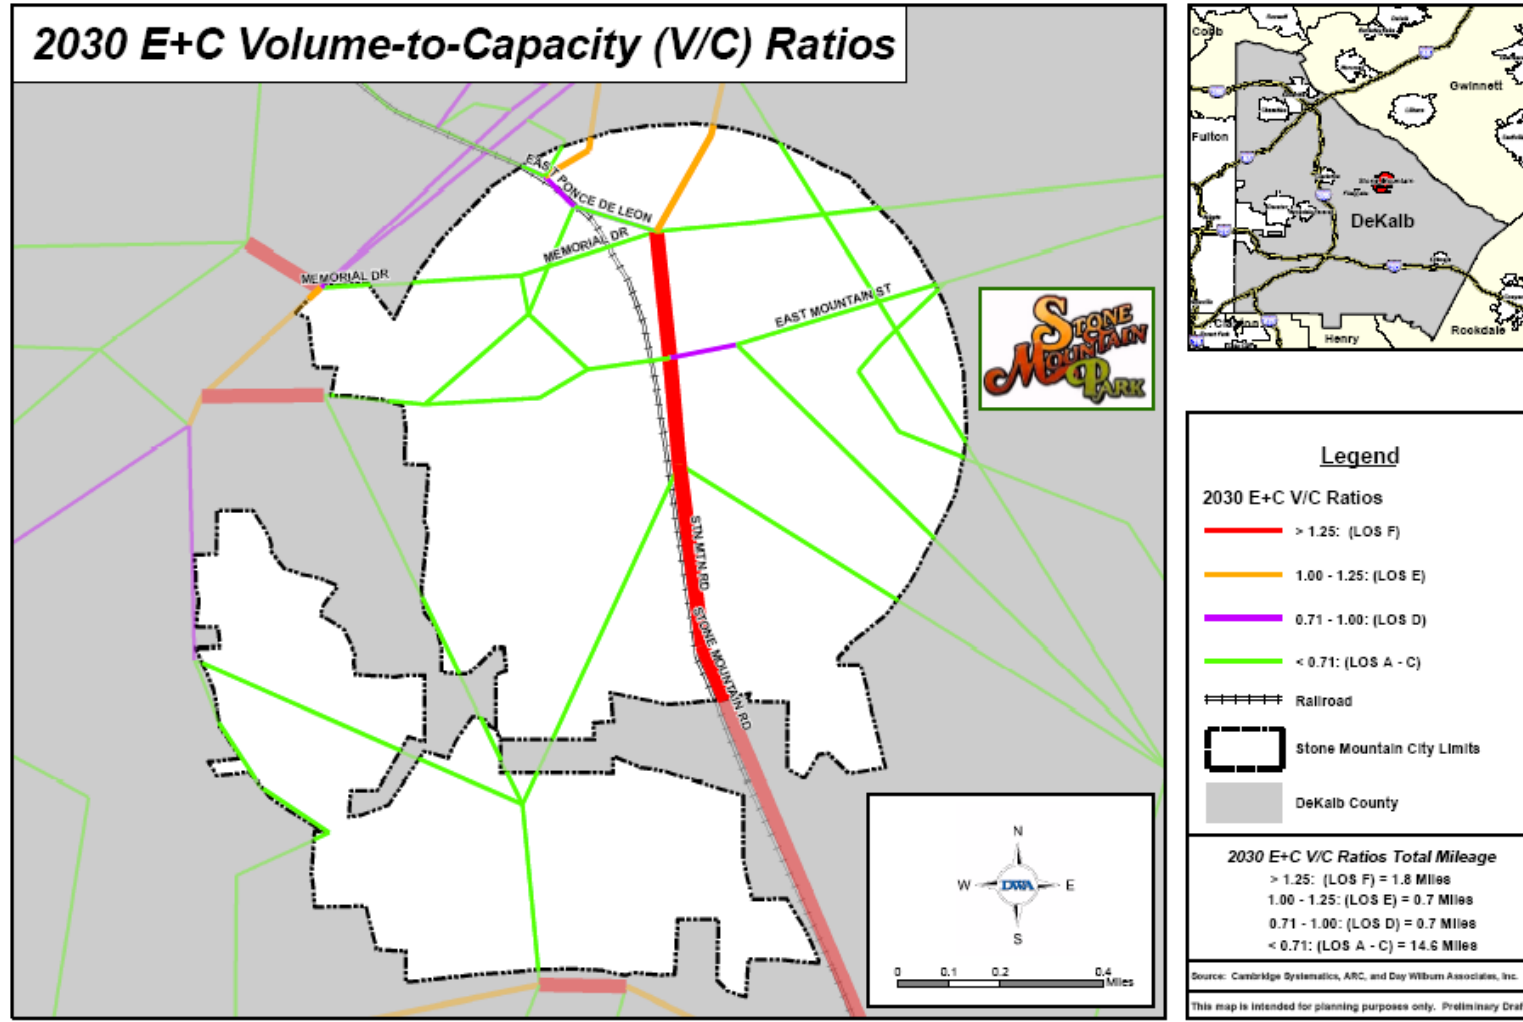 2030 E+C Volume-to-Capacity (V/C) Ratios
EAST PONCE DE LEON
MEMORIAL DR
MEMORIAL DR
EAST MOUNTAIN ST
STN MTN RD
STONE MOUNTAIN RD
STONE
MOUNTAIN
PARK
N
W
DWA
E
S
0
0.1
0.2
0.4
Miles
Cobb
Gwinnett
Fulton
Stone Mountain
DeKalb
Henry
Rockdale
Legend
2030 E+C V/C Ratios
> 1.25: (LOS F)
1.00 - 1.25: (LOS E)
0.71 - 1.00: (LOS D)
< 0.71: (LOS A - C)
Railroad
Stone Mountain City Limits
DeKalb County
2030 E+C V/C Ratios Total Mileage
> 1.25: (LOS F) = 1.8 Miles
1.00 - 1.25: (LOS E) = 0.7 Miles
0.71 - 1.00: (LOS D) = 0.7 Miles
< 0.71: (LOS A - C) = 14.6 Miles
Source: Cambridge Systematics, ARC, and Day Wilburn Associates, Inc.
This map is intended for planning purposes only. Preliminary Draf